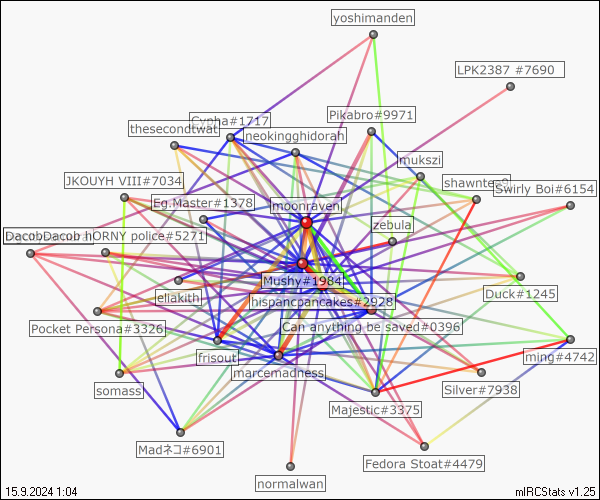 yoshimanden
LPK2387 #7690
Cypha#1717
Pikabro#9971
thesecondtwat
neokingghidorah
mukszi
JKOUYH VIII#7034
shawnteo?
Swirly Boi#6154
Eg.Master#1378
moonraven
zebula
DacobDacob
HORNY police#5271
Mushy#1984
eliakith
hispancpancakes#2928
Duck#1245
Pocket Persona#3326
Can anything be saved#0396
frisout
ming#4742
marcemadness
somass
Silver#7938
Majestic#3375
Madネコ#6901
Fedora Stoat#4479
normalwan
15.9.2024 1:04
mIRCStats v1.25